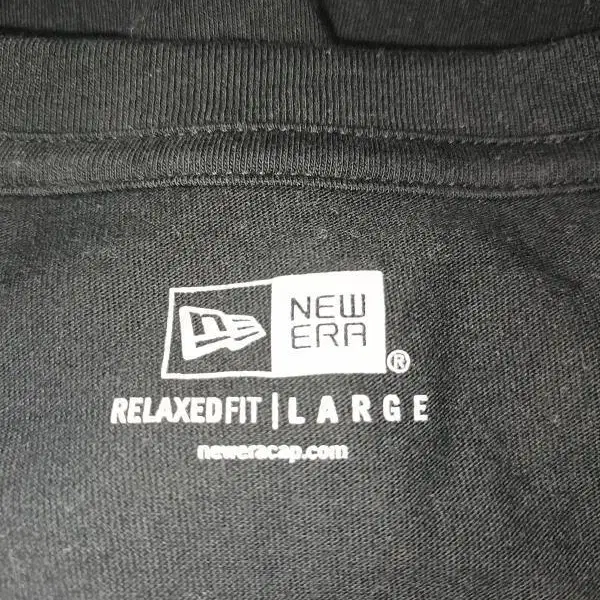 NEW
ERA
®
RELAXED FIT | LARGE
neweracap.com